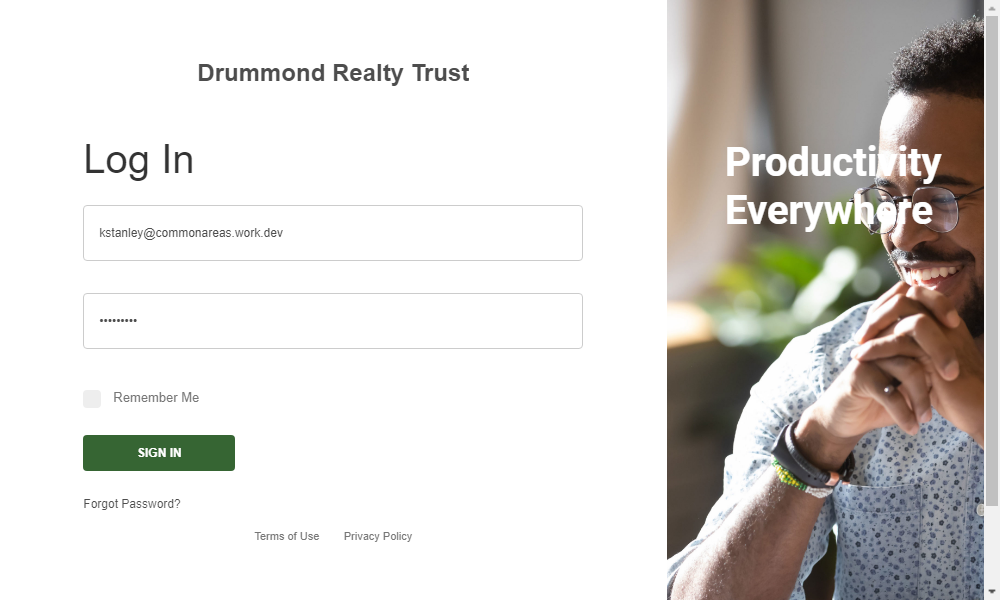 Drummond Realty Trust
Log In
kstanley@commonareas.work.dev
•••••••••
Remember Me
SIGN IN
Forgot Password?
Terms of Use Privacy Policy
Productivity
Everywhere